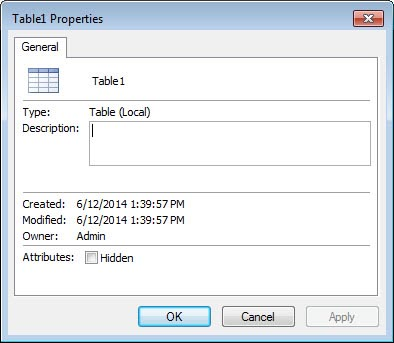 Table1 Properties
General
Table1
Type: Table (Local)
Description:
Created: 6/12/2014 1:39:57 PM
Modified: 6/12/2014 1:39:57 PM
Owner: Admin
Attributes: Hidden
OK Cancel Apply